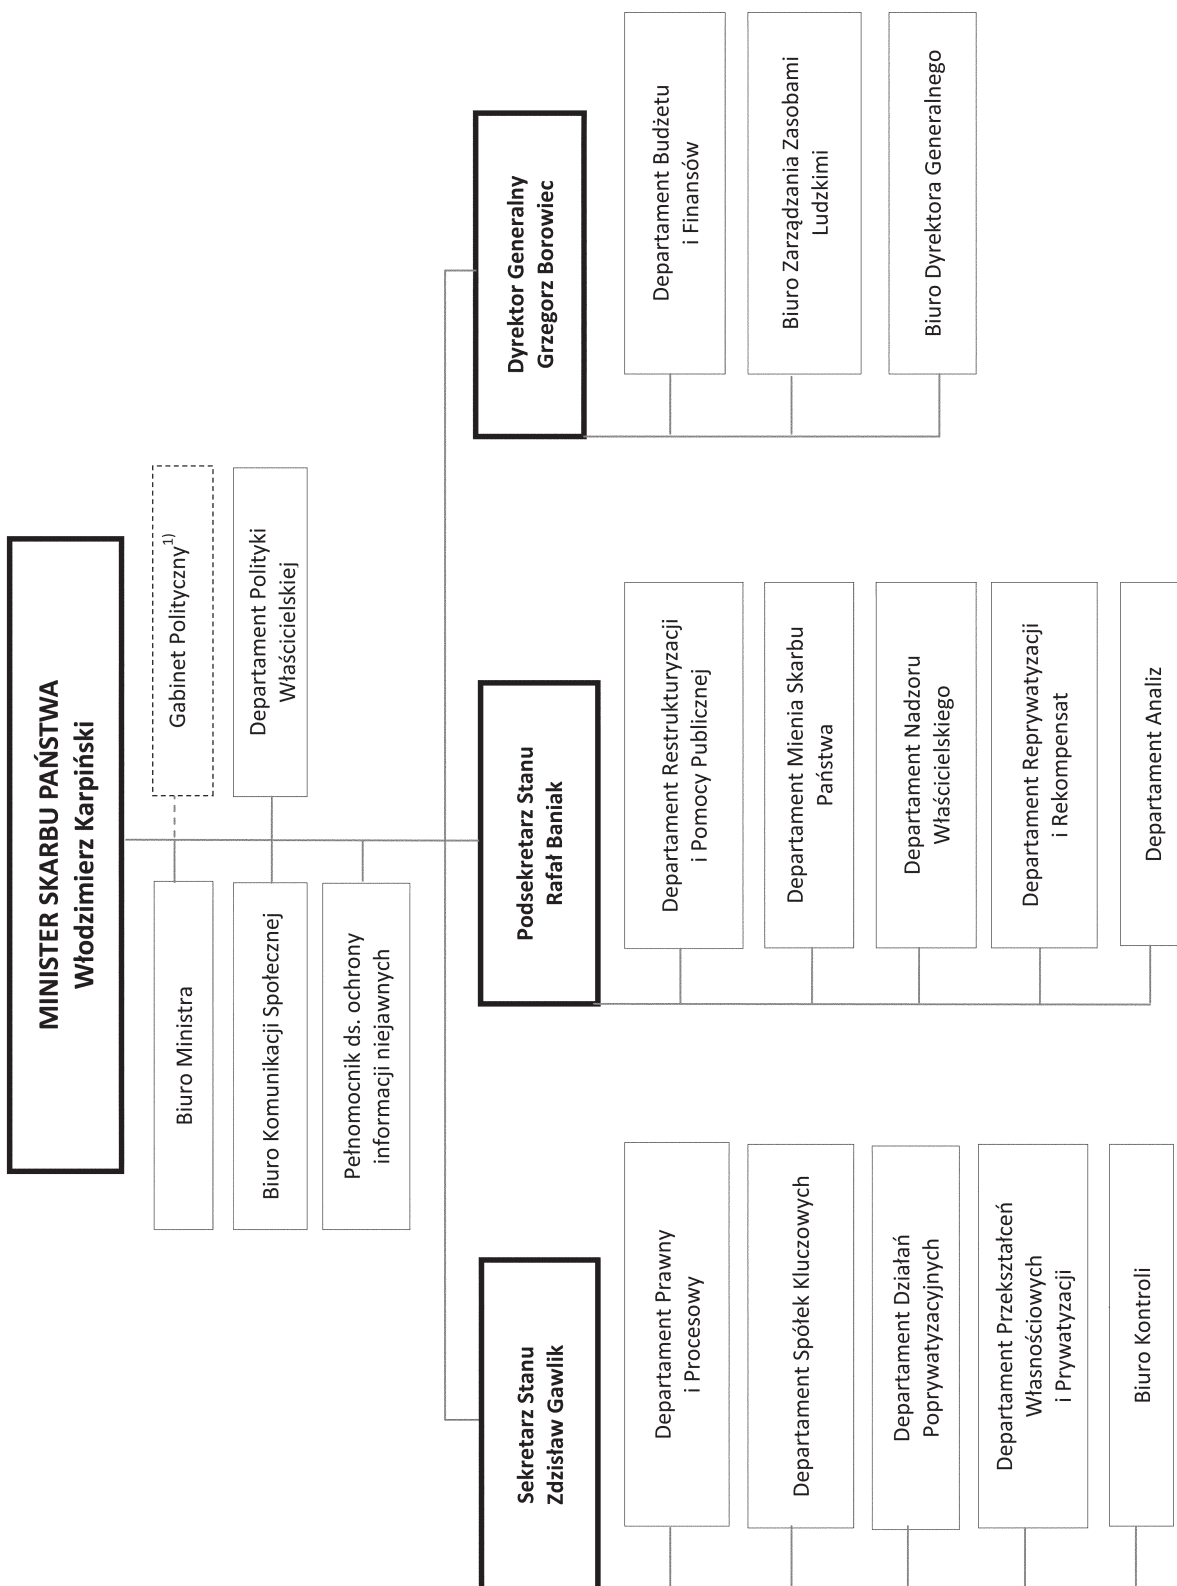 MINISTER SKARBU PAŃSTWA
Włodzimierz Karpiński
Biuro Ministra
Gabinet Polityczny1)
Biuro Komunikacji Społecznej
Departament Polityki
Właścicielskiej
Pełnomocnik ds. ochrony
informacji niejawnych
Sekretarz Stanu
Zdzisław Gawlik
Departament Prawny
i Procesowy
Departament Spółek Kluczowych
Departament Działań
Poprywatyzacyjnych
Departament Przekształceń
Własnościowych
i Prywatyzacji
Biuro Kontroli
Podsekretarz Stanu
Rafał Baniak
Departament Restrukturyzacji
i Pomocy Publicznej
Departament Mienia Skarbu
Państwa
Departament Nadzoru
Właścicielskiego
Departament Reprywatyzacji
i Rekompensat
Departament Analiz
Dyrektor Generalny
Grzegorz Borowiec
Departament Budżetu
i Finansów
Biuro Zarządzania Zasobami
Ludzkimi
Biuro Dyrektora Generalnego